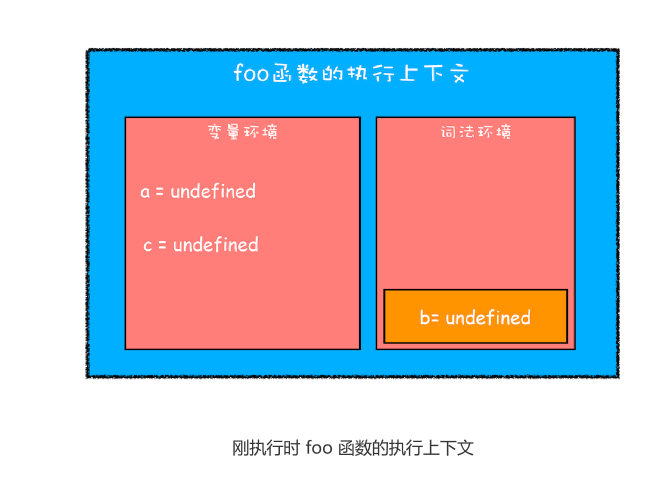 foo函数的执行上下文
变量环境
词法环境
a = undefined
c = undefined
b= undefined
刚执行时 foo 函数的执行上下文